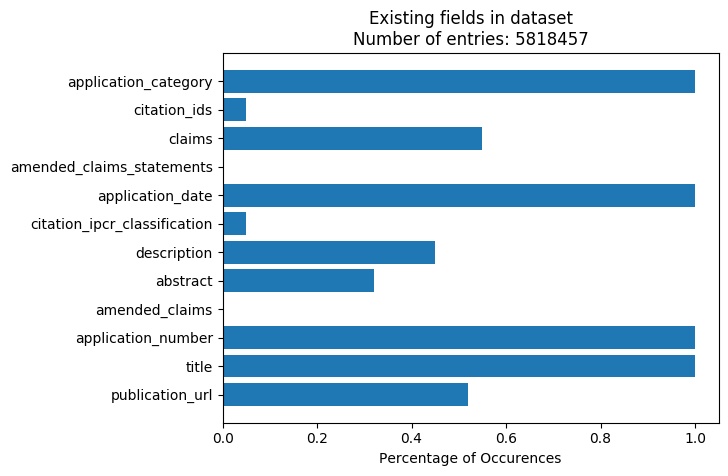 Existing fields in dataset
Number of entries: 5818457
application_category
citation_ids
claims
amended_claims_statements
application_date
citation_ipcr_classification
description
abstract
amended_claims
application_number
title
publication_url
0.0 0.2 0.4 0.6 0.8 1.0
Percentage of Occurences